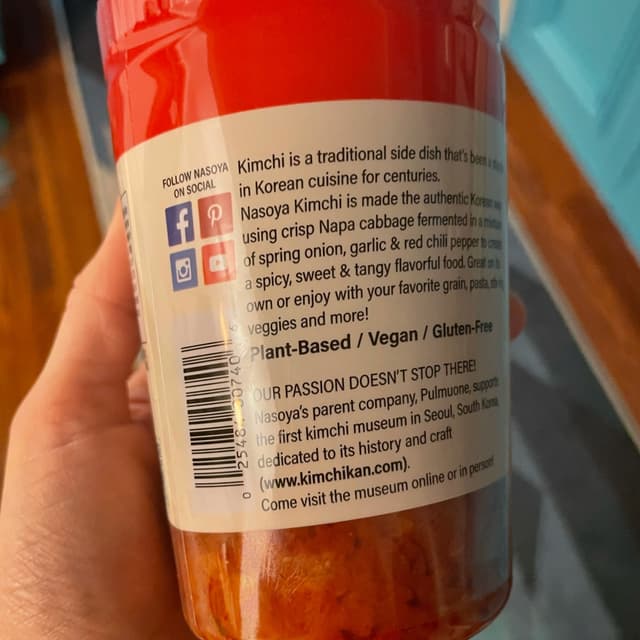 FOLLOW NASOYA
ON SOCIAL
Kimchi is a traditional side dish that's been a
in Korean cuisine for centuries.
Nasoya Kimchi is made the authentic Korean
using crisp Napa cabbage fermented in a
of spring onion, garlic & red chili pepper to
a spicy, sweet & tangy flavorful food. Great on
own or enjoy with your favorite grain, pasta,
veggies and more!
Plant-Based / Vegan / Gluten-Free
OUR PASSION DOESN'T STOP THERE!
Nasoya's parent company, Pulmuone, supports
the first kimchi museum in Seoul, South Korea,
dedicated to its history and craft
(www.kimchikan.com).
Come visit the museum online or in person!